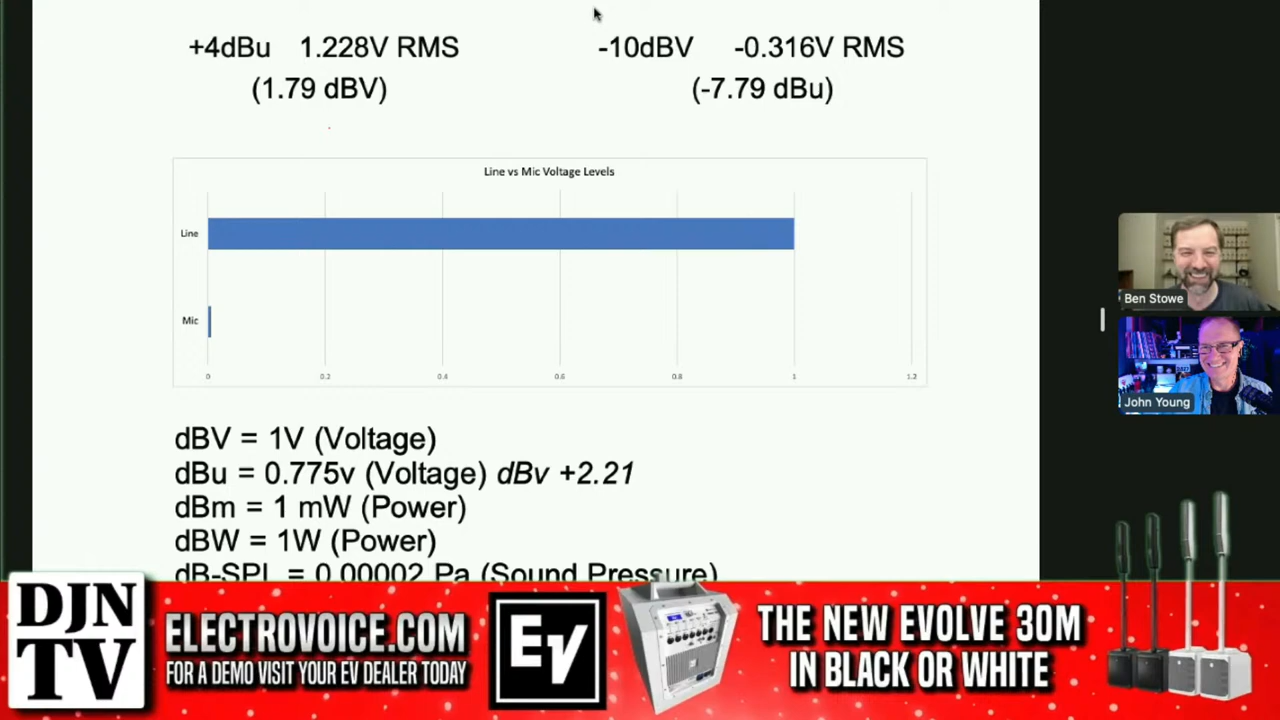 +4dBu 1.228V RMS
(1.79 dBV)
-10dBV -0.316V RMS
(-7.79 dBu)
Line vs Mic Voltage Levels
Line
Mic
0 0.2 0.4 0.6 0.8 1 1.2
dBV = 1V (Voltage)
dBu = 0.775v (Voltage) dBv +2.21
dBm = 1 mW (Power)
dBW = 1W (Power)
dB-SPL = 0.00002 Pa (Sound Pressure)
Ben Stowe
John Young
DJN
TV
ELECTROVOICE.COM
FOR A DEMO VISIT YOUR EV DEALER TODAY
EV
THE NEW EVOLVE 30M
IN BLACK OR WHITE